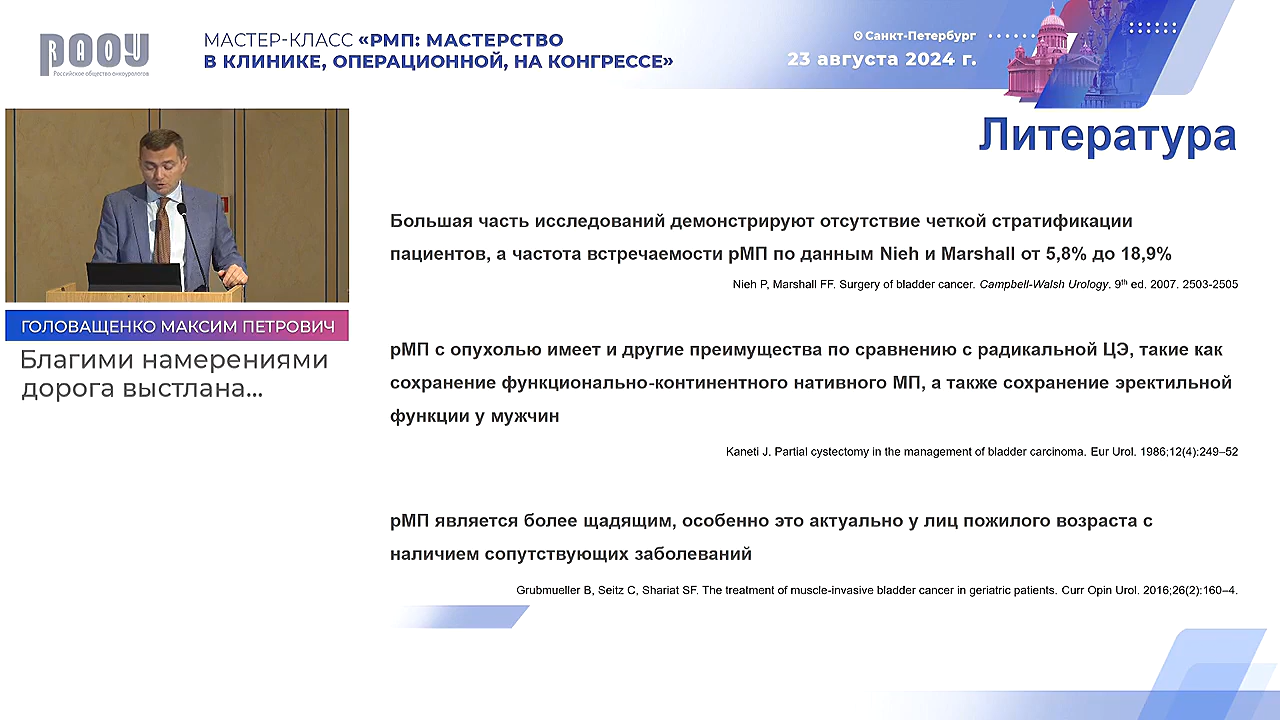 РАОУ
Российское общество онкоурологов
МАСТЕР-КЛАСС «РМП: МАСТЕРСТВО
В КЛИНИКЕ, ОПЕРАЦИОННОЙ, НА КОНГРЕССЕ»
Санкт-Петербург
23 августа 2024 г.
ГОЛОВАЩЕНКО МАКСИМ ПЕТРОВИЧ
Благими намерениями
дорога выстлана...
Литература
Большая часть исследований демонстрируют отсутствие четкой стратификации
пациентов, а частота встречаемости рМП по данным Nieh и Marshall от 5,8% до 18,9%
Nieh P, Marshall FF. Surgery of bladder cancer. Campbell-Walsh Urology. 9th ed. 2007. 2503-2505
рМП с опухолью имеет и другие преимущества по сравнению с радикальной ЦЭ, такие как
сохранение функционально-континентного нативного МП, а также сохранение эректильной
функции у мужчин
Kaneti J. Partial cystectomy in the management of bladder carcinoma. Eur Urol. 1986;12(4):249–52
рМП является более щадящим, особенно это актуально у лиц пожилого возраста с
наличием сопутствующих заболеваний
Grubmueller B, Seitz C, Shariat SF. The treatment of muscle-invasive bladder cancer in geriatric patients. Curr Opin Urol. 2016;26(2):160–4.